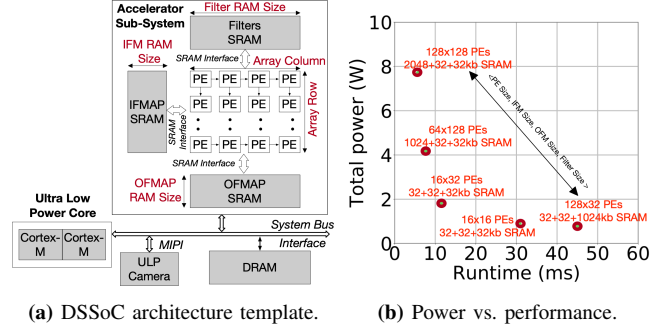 Accelerator
Sub-System
Filter RAM Size
Filters
SRAM
IFM RAM
Size
SRAM Interface
Array Column
IFMAP
SRAM
SRAM
Interface
PE PE PE PE
PE PE PE PE
PE PE PE PE
Array Row
SRAM Interface
OFMAP
RAM Size
OFMAP
SRAM
Ultra Low
Power Core
Cortex-
M
Cortex-
M
System Bus
MIPI
Interface
ULP
Camera
DRAM
(a) DSSoC architecture template.
Total power (W)
10
8
6
4
2
0
128x128 PEs
2048+32+32kb SRAM
<PE Size, IFM Size, OFM Size, Filter Size >
64x128 PEs
1024+32+32kb SRAM
16x32 PEs
32+32+32kb SRAM
16x16 PEs
32+32+32kb SRAM
128x32 PEs
32+32+1024kb SRAM
0 10 20 30 40 50 60
Runtime (ms)
(b) Power vs. performance.